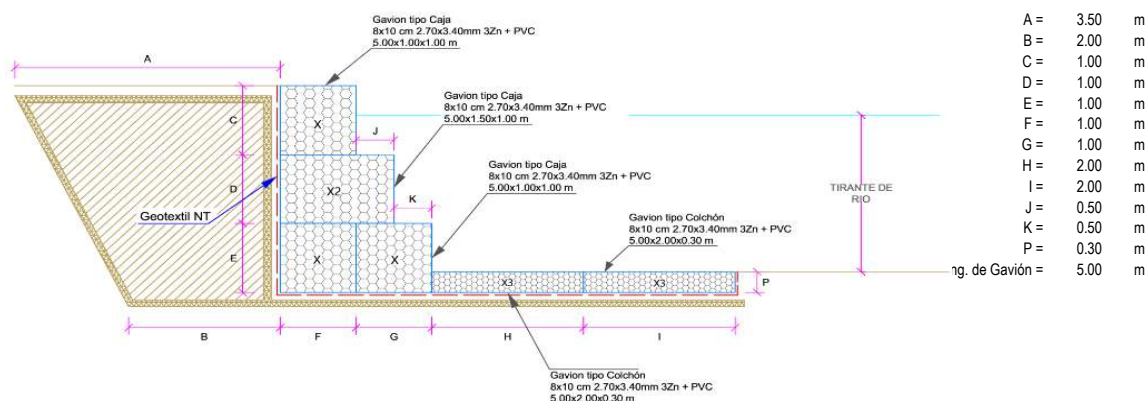 Gavion tipo Caja
8x10 cm 2.70x3.40mm 3Zn + PVC
5.00x1.00x1.00 m
A
Gavion tipo Caja
8x10 cm 2.70x3.40mm 3Zn + PVC
5.00x1.50x1.00 m
C
X
J
Gavion tipo Caja
8x10 cm 2.70x3.40mm 3Zn + PVC
5.00x1.00x1.00 m
D
X2
K
TIRANTE DE
RIO
Geotextil NT
Gavion tipo Colchón
8x10 cm 2.70x3.40mm 3Zn + PVC
5.00x2.00x0.30 m
E
X
X
X3
X3
P
B
F
G
H
I
Gavion tipo Colchón
8x10 cm 2.70x3.40mm 3Zn + PVC
5.00x2.00x0.30 m
A = 3.50 m
B = 2.00 m
C = 1.00 m
D = 1.00 m
E = 1.00 m
F = 1.00 m
G = 1.00 m
H = 2.00 m
I = 2.00 m
J = 0.50 m
K = 0.50 m
P = 0.30 m
ng. de Gavión = 5.00 m